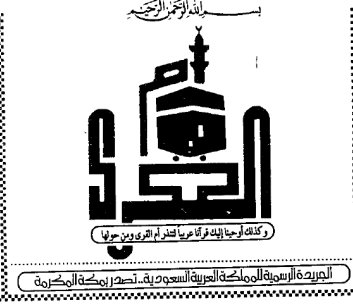 بسم الله الرحمن الرحيم
أم القرى
وكذلك أوحينا إليك قرآنا عربيا لتنذر أم القرى ومن حولها
الجريدة الرسمية للمملكة العربية السعودية.. تصدر بمكة المكرمة